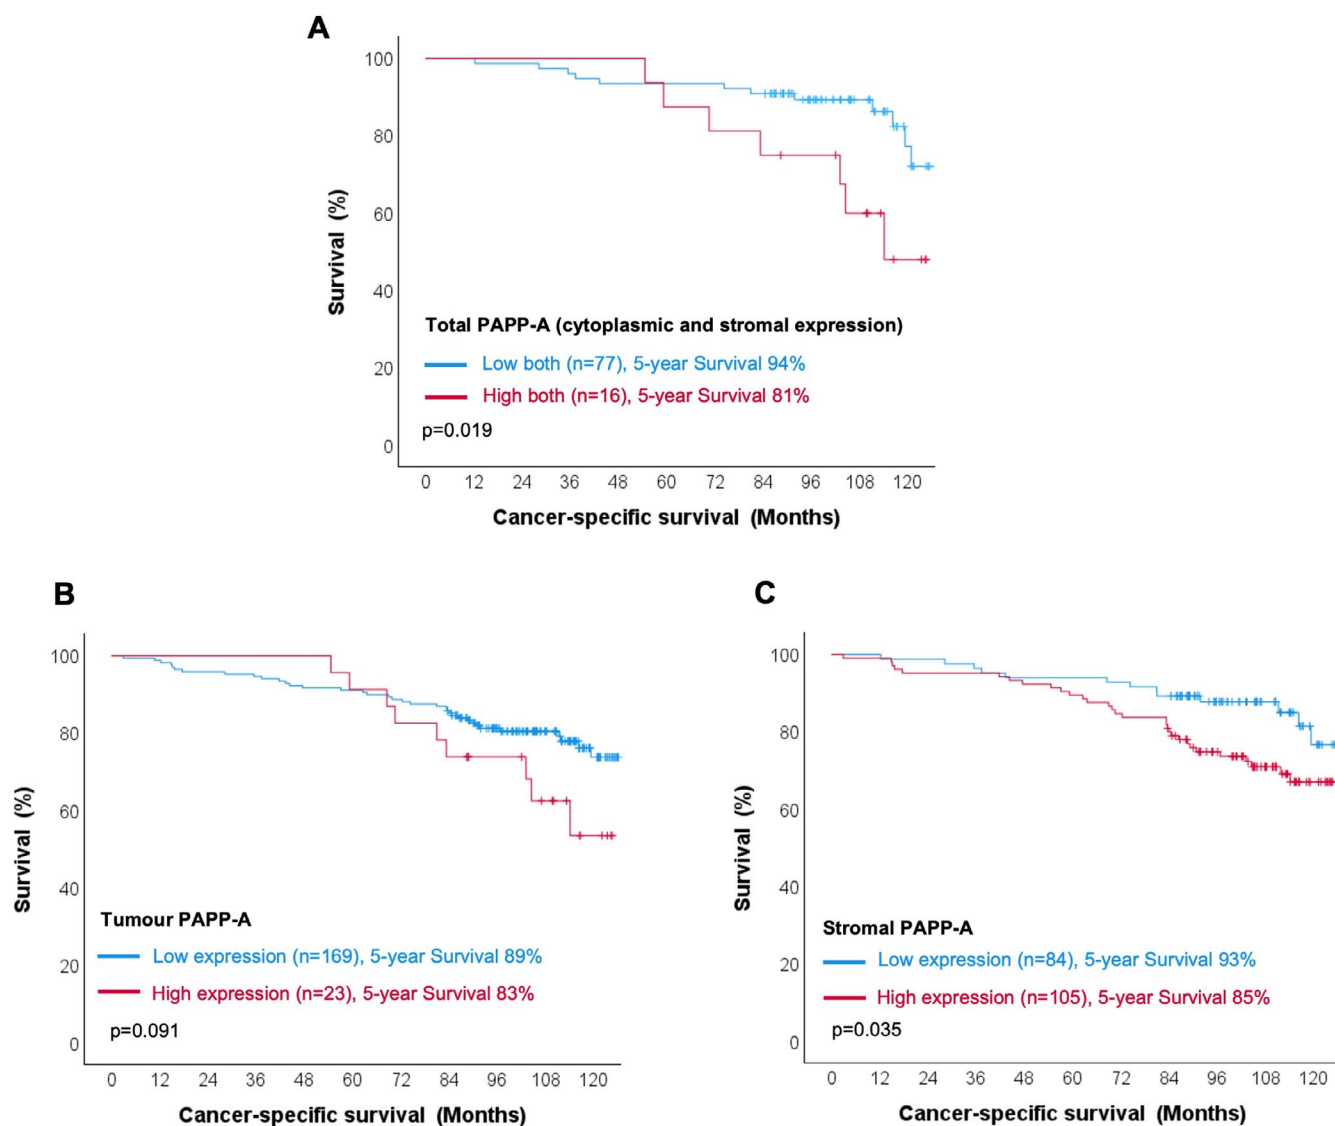 A
100
80
60
40
20
0
Survival (%)
Total PAPP-A (cytoplasmic and stromal expression)
Low both (n=77), 5-year Survival 94%
High both (n=16), 5-year Survival 81%
p=0.019
0 12 24 36 48 60 72 84 96 108 120
Cancer-specific survival (Months)
B
100
80
60
40
20
0
Survival (%)
Tumour PAPP-A
Low expression (n=169), 5-year Survival 89%
High expression (n=23), 5-year Survival 83%
p=0.091
0 12 24 36 48 60 72 84 96 108 120
Cancer-specific survival (Months)
C
100
80
60
40
20
0
Survival (%)
Stromal PAPP-A
Low expression (n=84), 5-year Survival 93%
High expression (n=105), 5-year Survival 85%
p=0.035
0 12 24 36 48 60 72 84 96 108 120
Cancer-specific survival (Months)